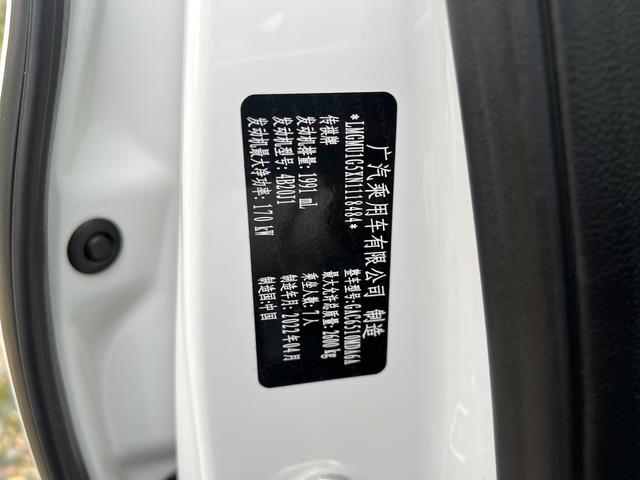 广汽乘用车有限公司 制造
*LMGMU1G5XN1118484*
传祺牌 整车型号:GAC6510MDA6A
发动机排量:1991 mL 最大允许总质量:2600 kg
发动机型号:4B20J1 乘坐人数:7人
发动机最大净功率:170 kW 制造年月:2022年04月
制造国:中国